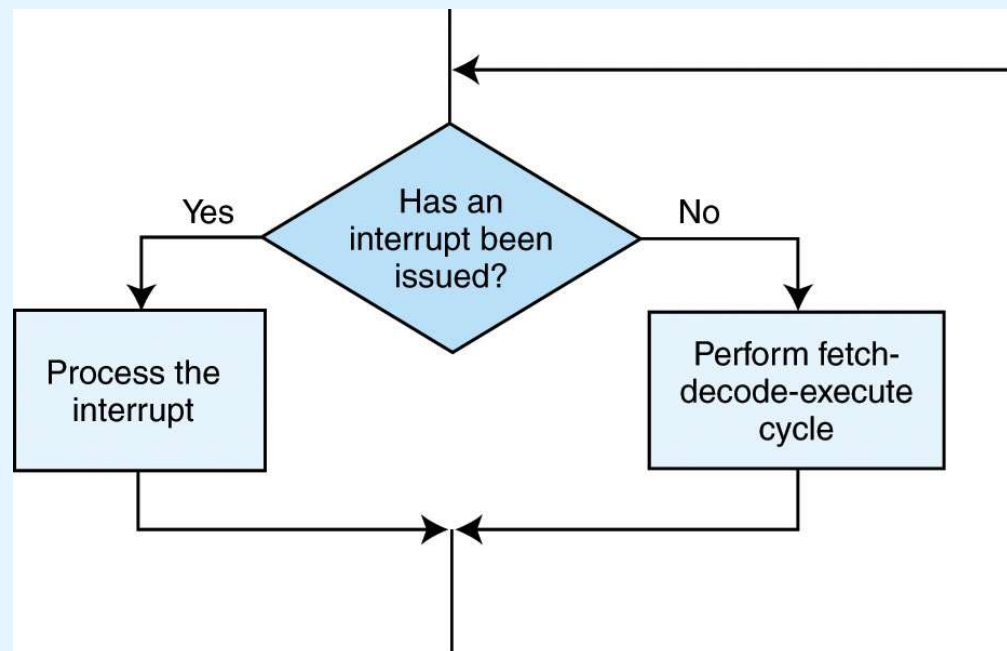 Has an
interrupt been
issued?
Yes
No
Process the
interrupt
Perform fetch-
decode-execute
cycle